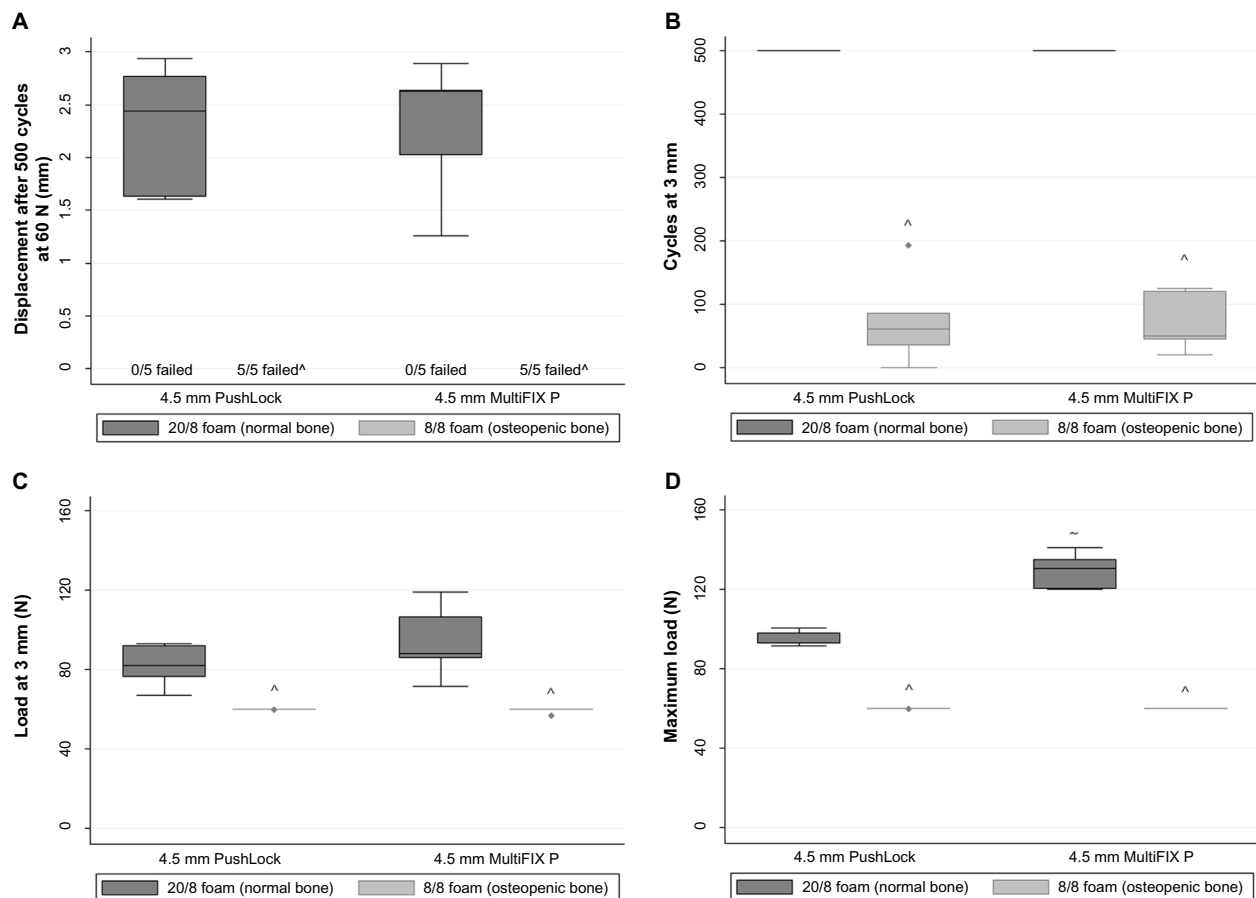 A
Displacement after 500 cycles
at 60 N (mm)
3
2.5
2
1.5
1
0.5
0
0/5 failed
5/5 failed^
0/5 failed
5/5 failed^
4.5 mm PushLock
4.5 mm MultiFIX P
20/8 foam (normal bone)
8/8 foam (osteopenic bone)
B
Cycles at 3 mm
500
400
300
200
100
0
^
^
4.5 mm PushLock
4.5 mm MultiFIX P
20/8 foam (normal bone)
8/8 foam (osteopenic bone)
C
Load at 3 mm (N)
160
120
80
40
0
^
^
4.5 mm PushLock
4.5 mm MultiFIX P
20/8 foam (normal bone)
8/8 foam (osteopenic bone)
D
Maximum load (N)
160
120
80
40
0
^
~
^
4.5 mm PushLock
4.5 mm MultiFIX P
20/8 foam (normal bone)
8/8 foam (osteopenic bone)